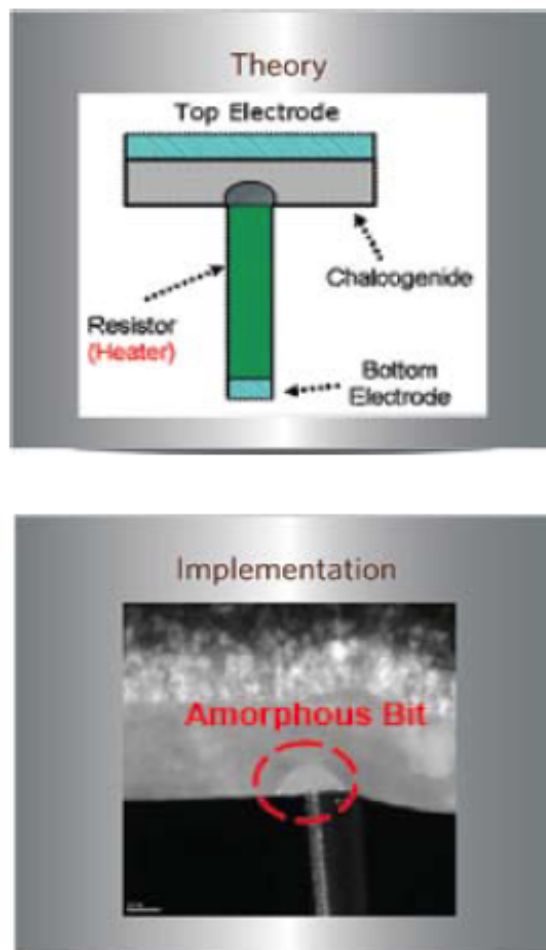 Theory
Top Electrode
Chalcogenide
Resistor
(Heater)
Bottom
Electrode
Implementation
Amorphous Bit